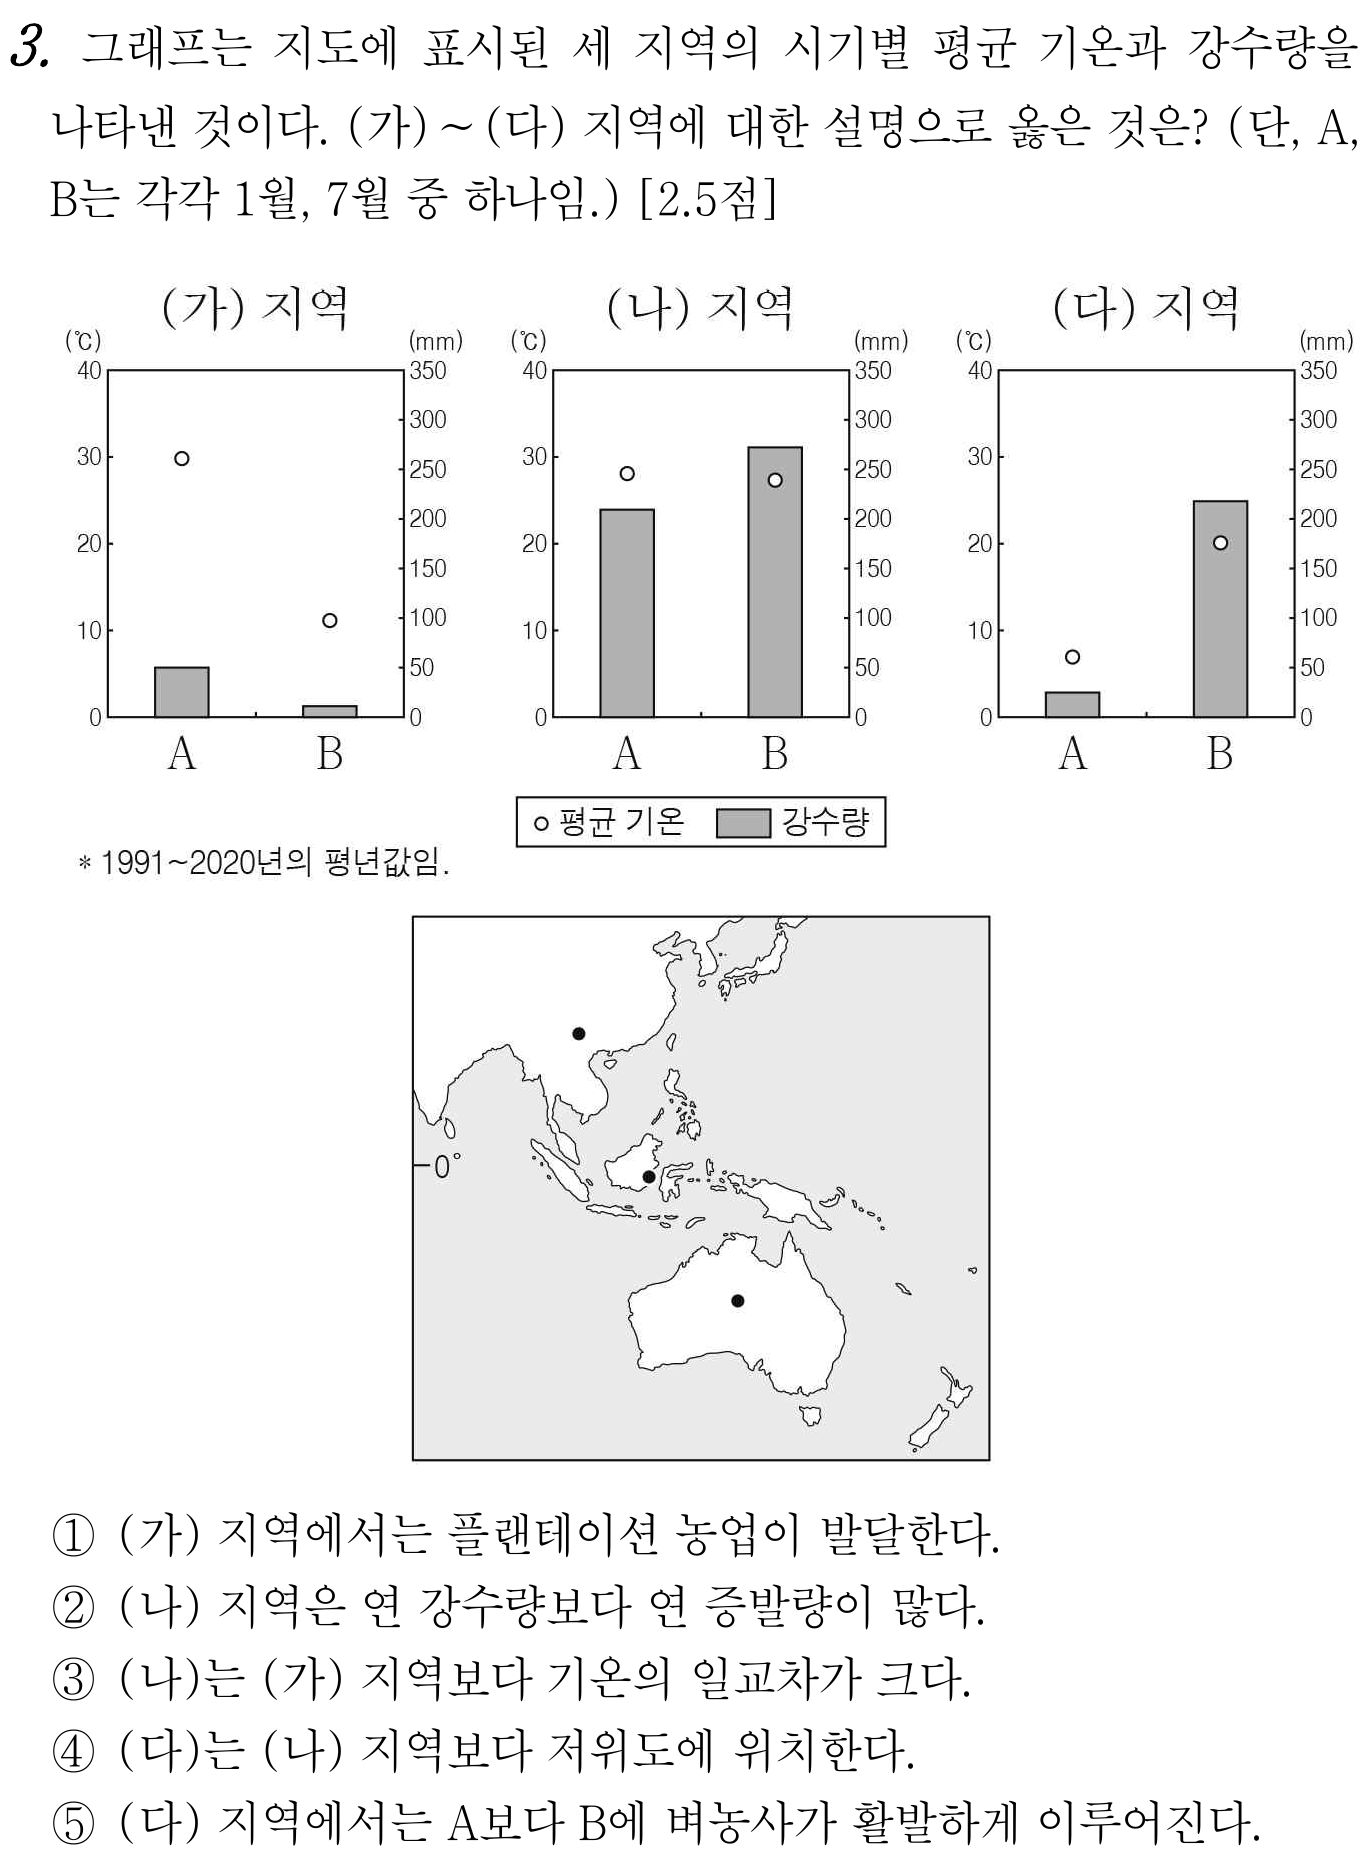 3. 그래프는 지도에 표시된 세 지역의 시기별 평균 기온과 강수량을
나타낸 것이다. (가)~(다) 지역에 대한 설명으로 옳은 것은? (단, A,
B는 각각 1월, 7월 중 하나임.) [2.5점]
(가) 지역 (나) 지역 (다) 지역
(℃) (mm) (℃) (mm) (℃) (mm)
40 350 40 350 40 350
300 300 300
30 30 30
250 250 250
200 200 200
20 20 20
150 150 150
10 100 10 100 10 100
50 50 50
0 0 0 0 0 0
A B A B A B
평균 기온 강수량
* 1991~2020년의 평년값임.
0°
① (가) 지역에서는 플랜테이션 농업이 발달한다.
② (나) 지역은 연 강수량보다 연 증발량이 많다.
③ (나)는 (가) 지역보다 기온의 일교차가 크다.
④ (다)는 (나) 지역보다 저위도에 위치한다.
⑤ (다) 지역에서는 A보다 B에 벼농사가 활발하게 이루어진다.